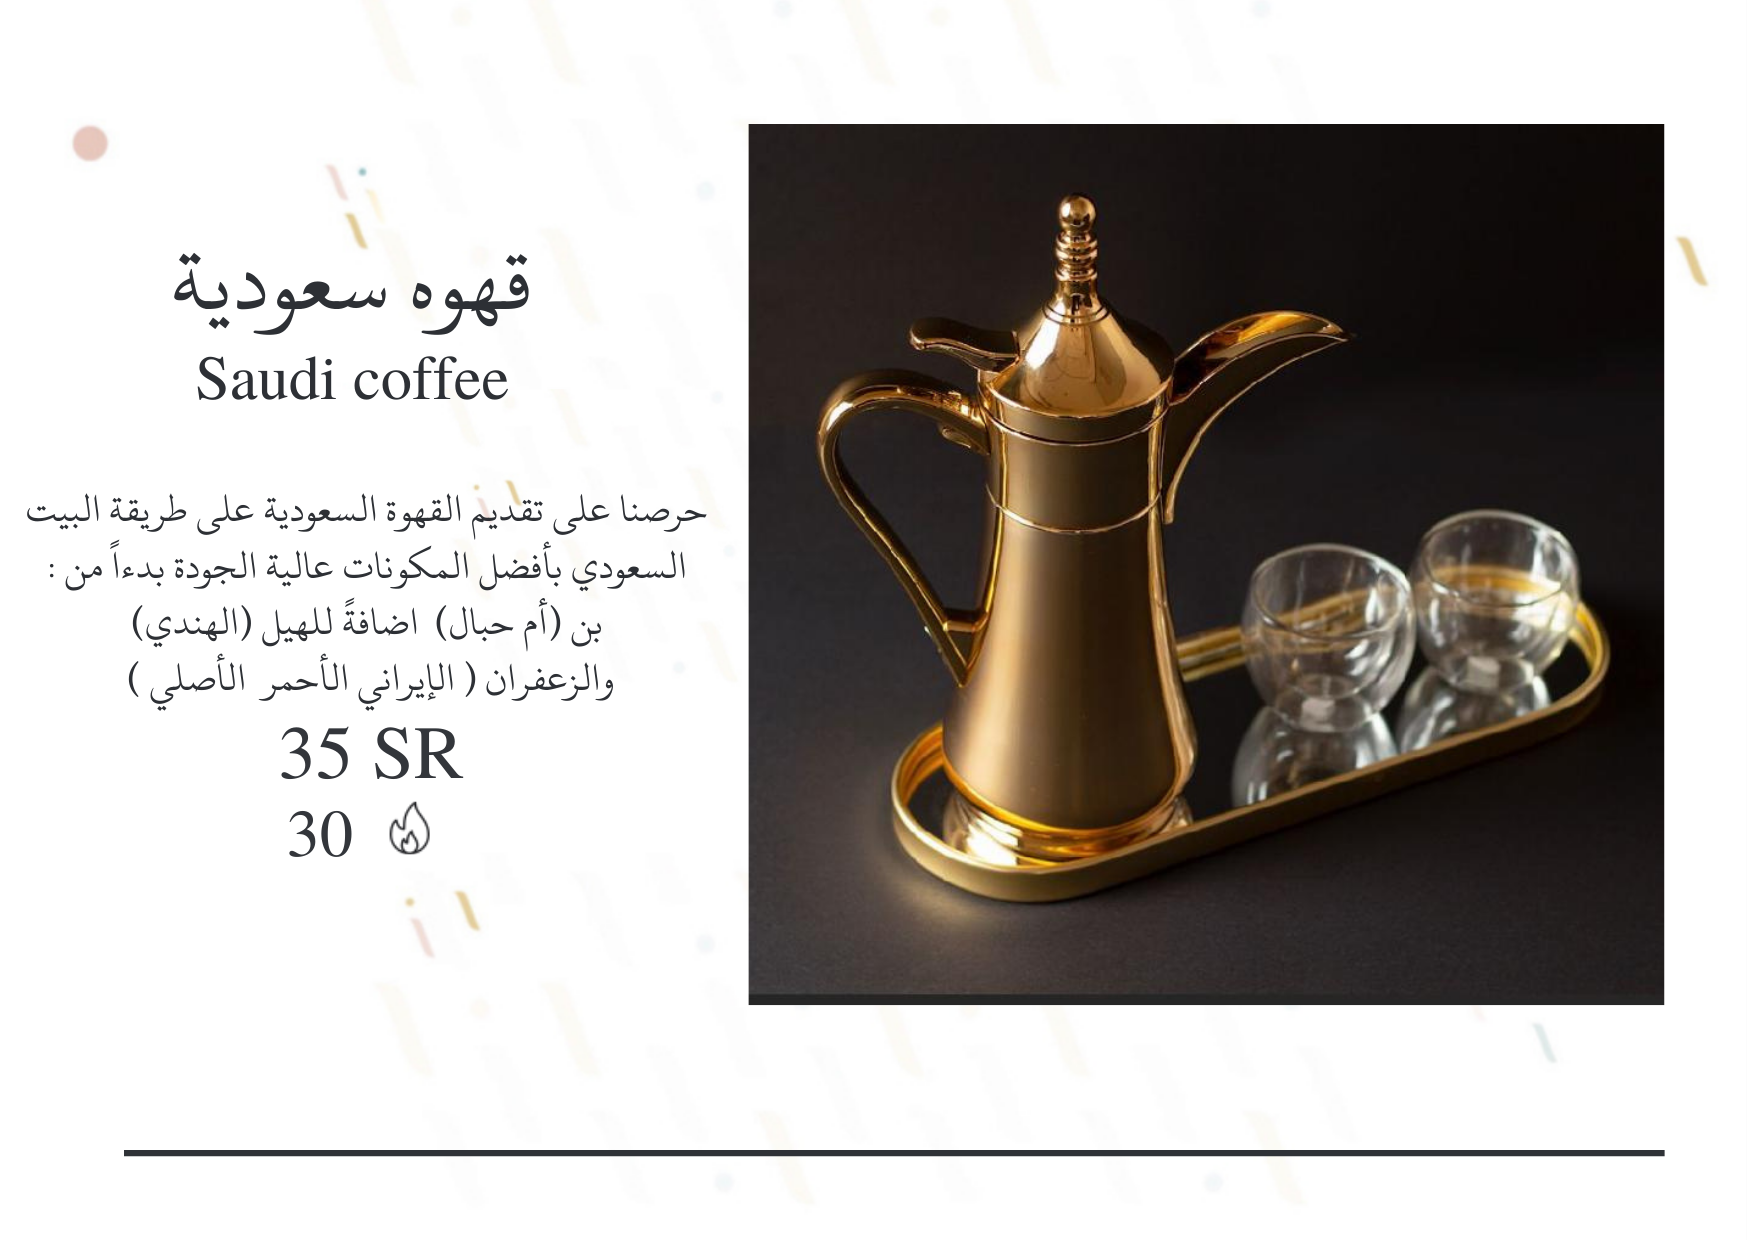 قهوه سعودية
Saudi coffee
حرصنا على تقديم القهوة السعودية على طريقة البيت
السعودي بأفضل المكونات عالية الجودة بدءاً من :
بن (أم حبال) اضافةً للهيل (الهندي)
والزعفران ( الإيراني الأحمر الأصلي )
35 SR
30